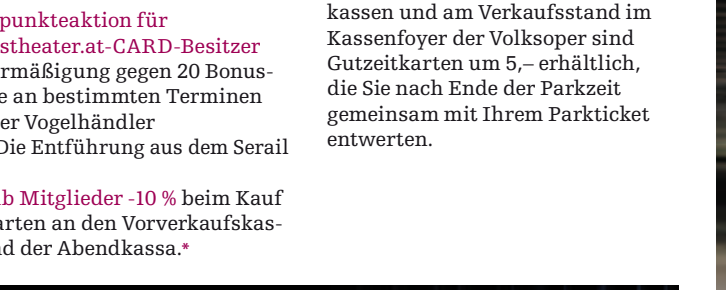 punkteaktion für
stheater.at-CARD-Besitzer
rmäßigung gegen 20 Bonus-
e an bestimmten Terminen
er Vogelhändler
Die Entführung aus dem Serail
b Mitglieder -10 % beim Kauf
arten an den Vorverkaufskas-
d der Abendkassa.*
kassen und am Verkaufsstand im
Kassenfoyer der Volksoper sind
Gutzeitkarten um 5,– erhältlich,
die Sie nach Ende der Parkzeit
gemeinsam mit Ihrem Parkticket
entwerten.